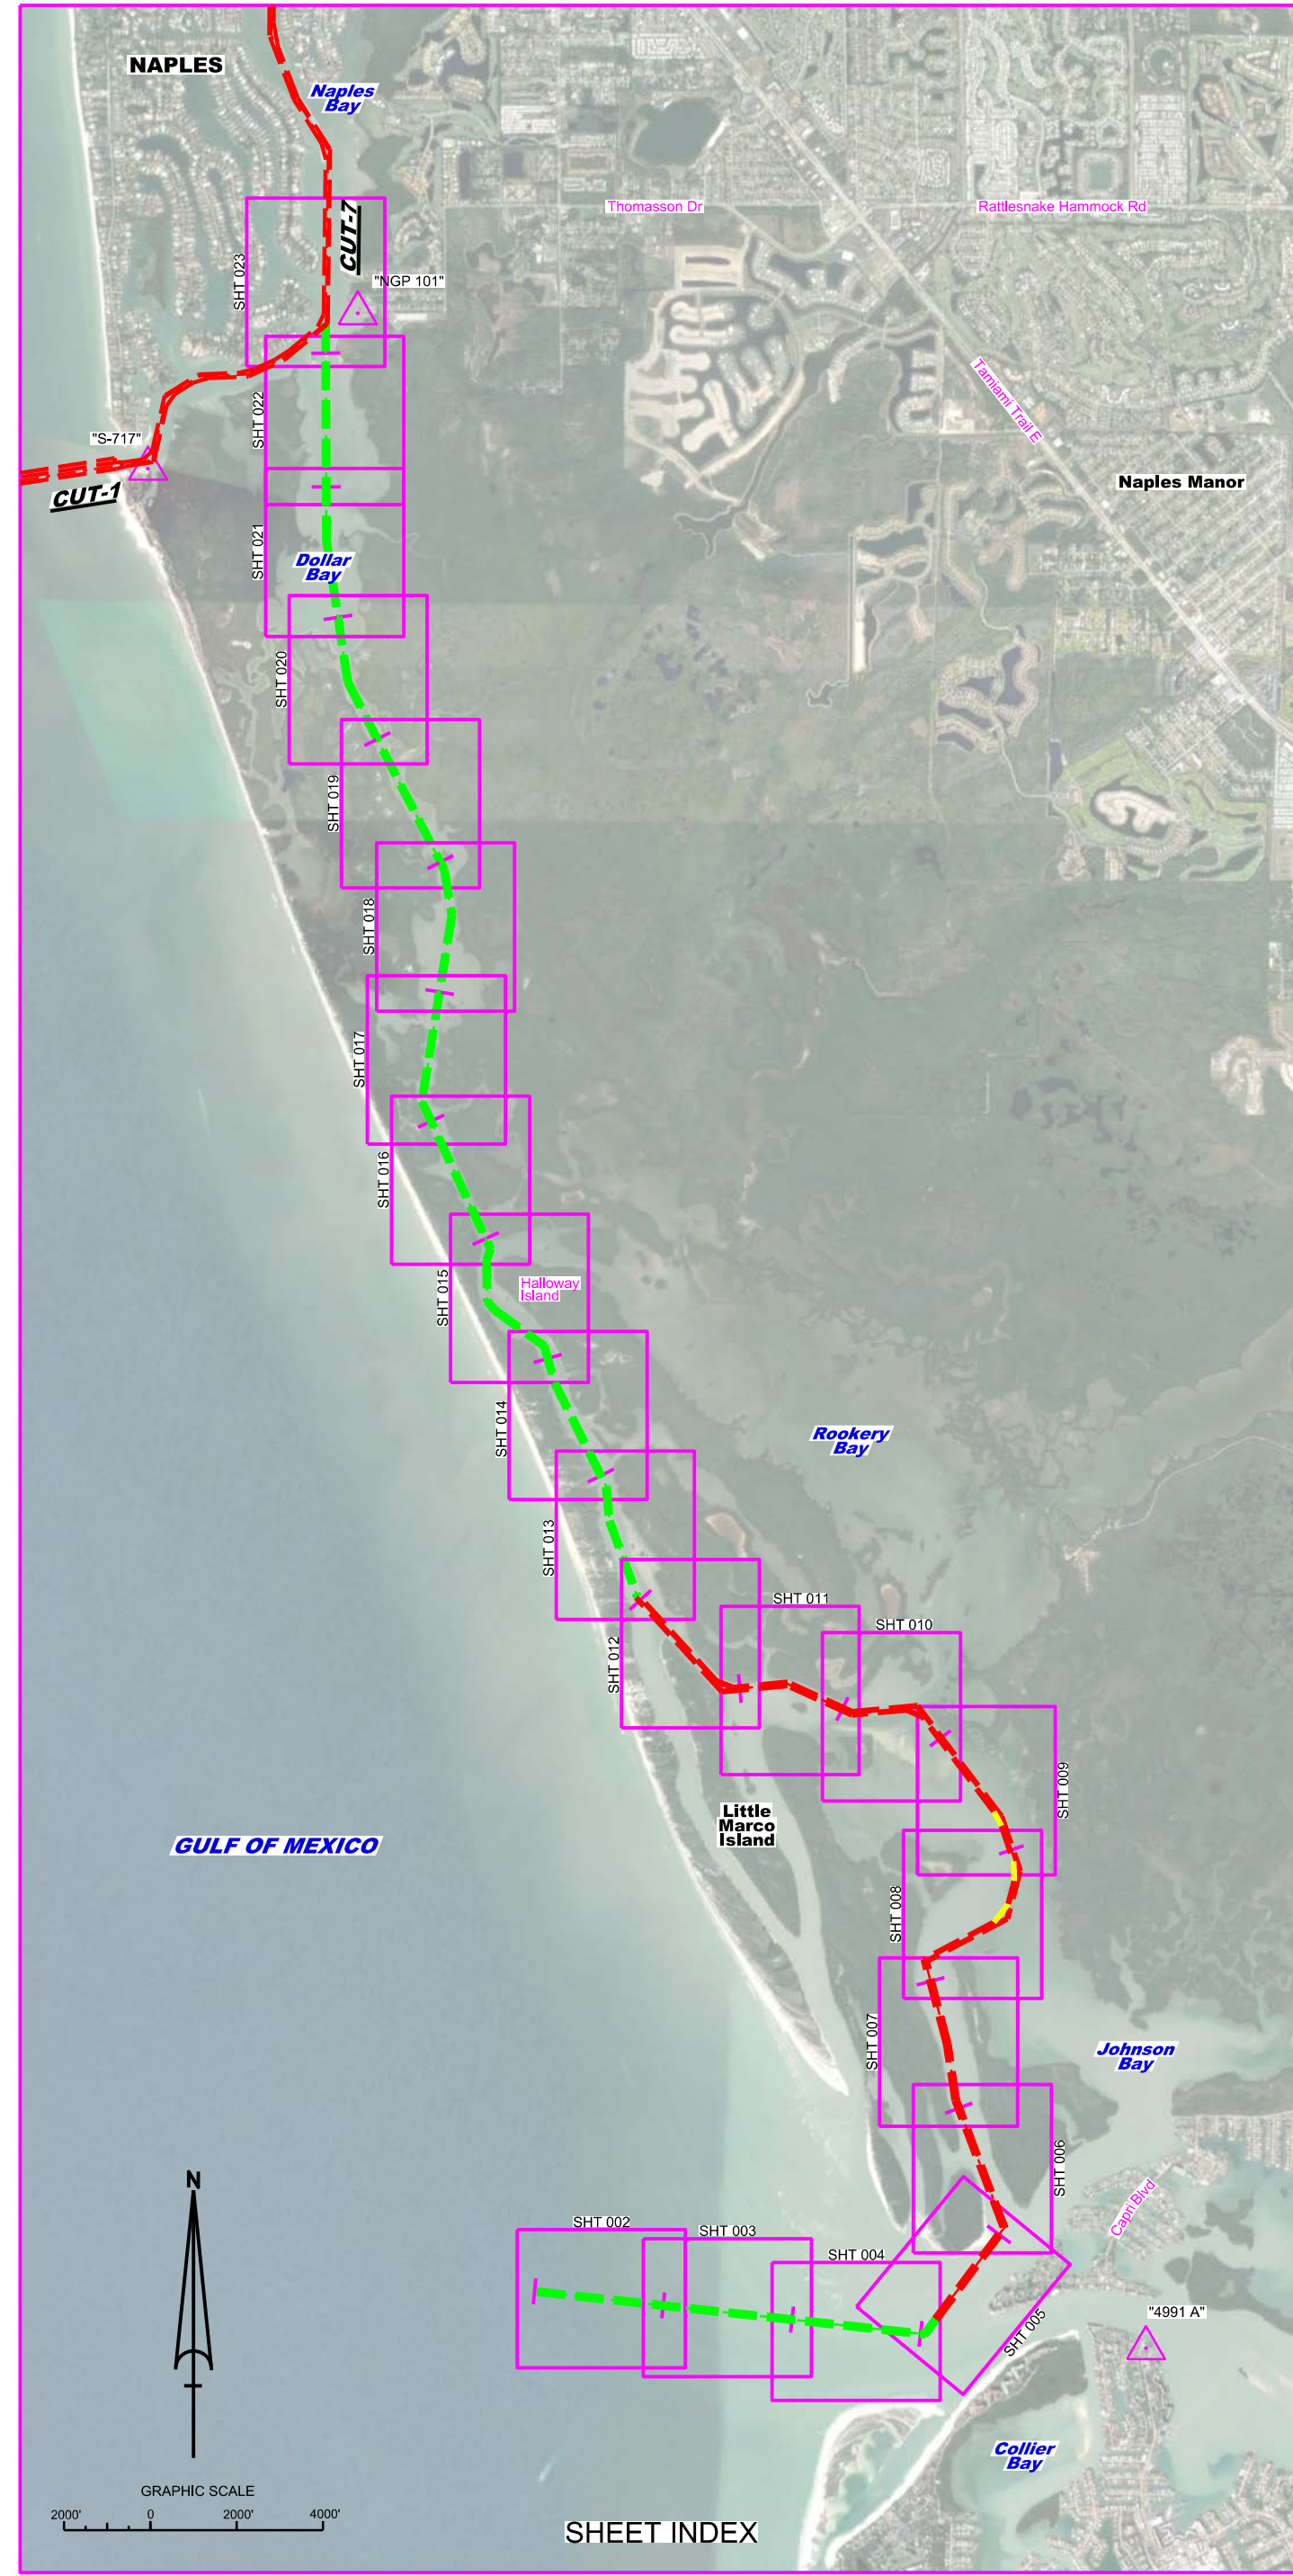 NAPLES
Naples
Bay
Thomasson Dr
Rattlesnake Hammock Rd
CUT-7
SHT 023
"NGP 101"
Tamiami Trail E
SHT 022
"S-717"
Naples Manor
CUT-1
SHT 021
Dollar
Bay
SHT 020
SHT 019
SHT 018
SHT 017
SHT 016
SHT 015
Halloway
Island
SHT 014
Rookery
Bay
SHT 013
SHT 011
SHT 010
SHT 012
SHT 009
Little
Marco
Island
GULF OF MEXICO
SHT 008
SHT 007
Johnson
Bay
SHT 006
Capri Blvd
N
SHT 002
SHT 003
SHT 004
SHT 005
"4991 A"
Collier
Bay
GRAPHIC SCALE
2000' 0 2000' 4000'
SHEET INDEX